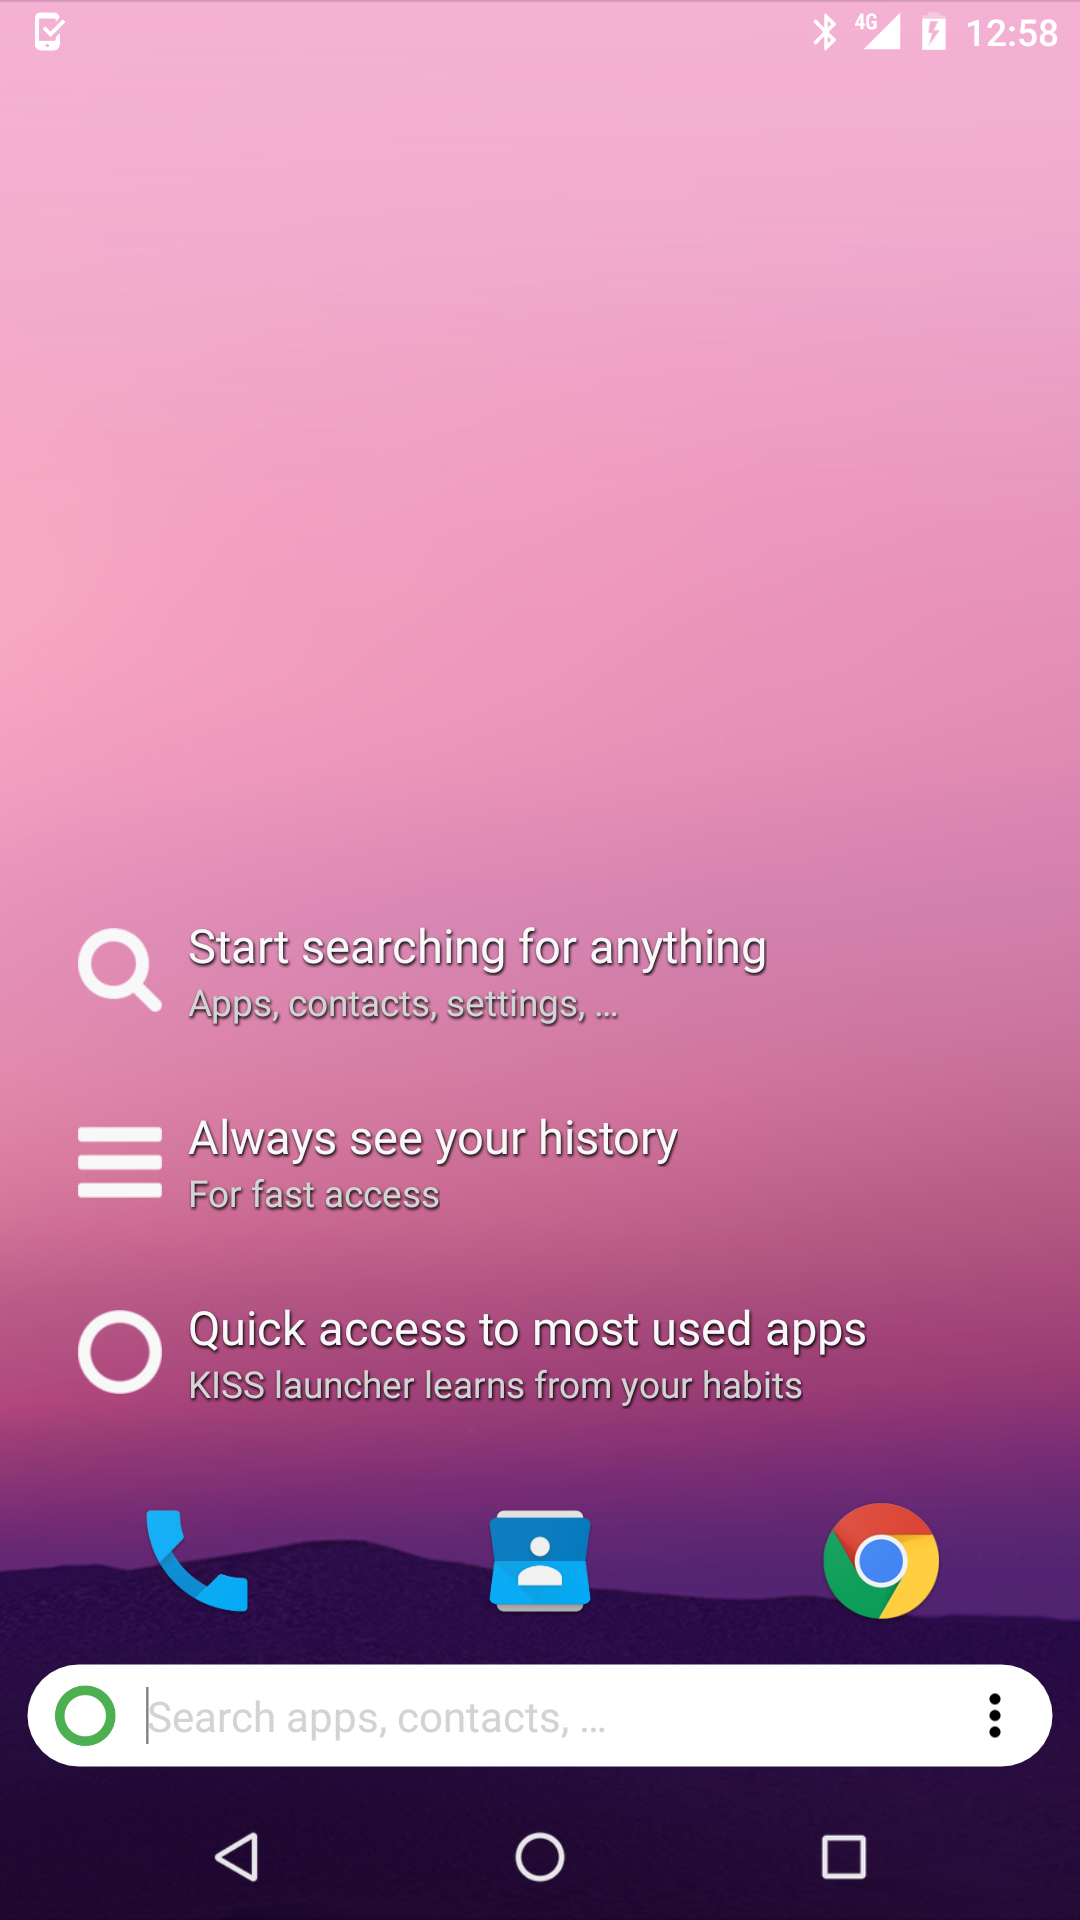 4G 12:58
Start searching for anything
Apps, contacts, settings, ...
Always see your history
For fast access
Quick access to most used apps
KISS launcher learns from your habits
Search apps, contacts, ...